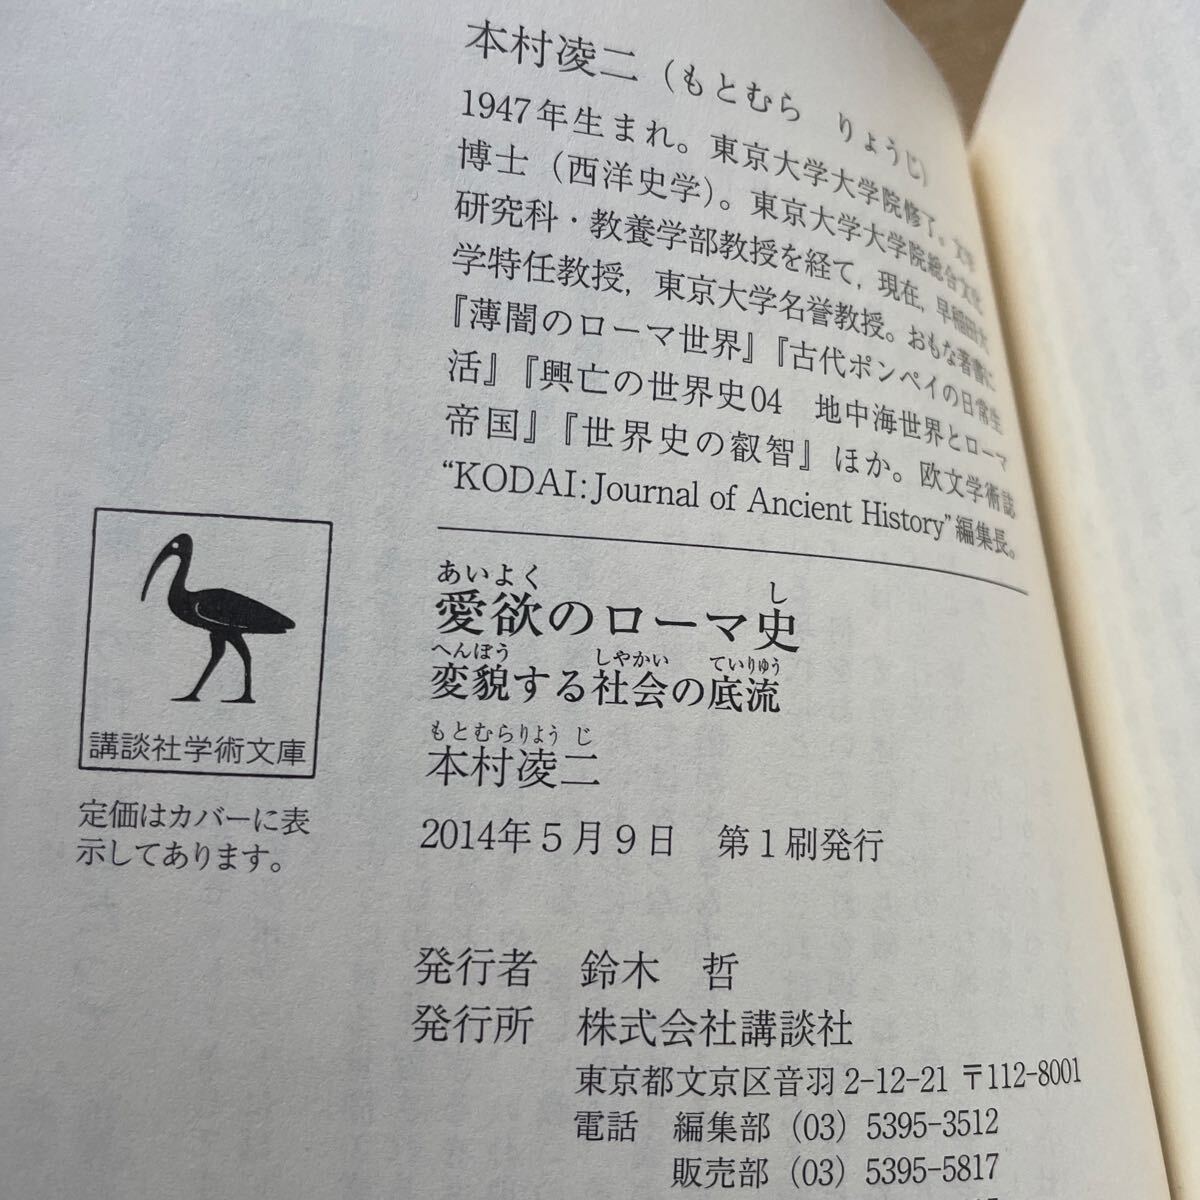 本村凌二（もとむら　りょうじ）
1947年生まれ。東京大学大学院修了。文学
博士（西洋史学）。東京大学大学院総合文化
研究科・教養学部教授を経て，現在，早稲田大
学特任教授，東京大学名誉教授。おもな著書に
『薄闇のローマ世界』『古代ポンペイの日常生
活』『興亡の世界史04　地中海世界とローマ
帝国』『世界史の叡智』ほか。欧文学術誌
“KODAI: Journal of Ancient History”編集長。
講談社学術文庫
定価はカバーに表
示してあります。
あいよく　し
愛欲のローマ史
へんぼう　しゃかい　ていりゅう
変貌する社会の底流
もとむらりょうじ
本村凌二
2014年５月９日　第１刷発行
発行者　鈴木　哲
発行所　株式会社講談社
東京都文京区音羽 2-12-21 〒112-8001
電話　編集部（03）5395-3512
販売部（03）5395-5817